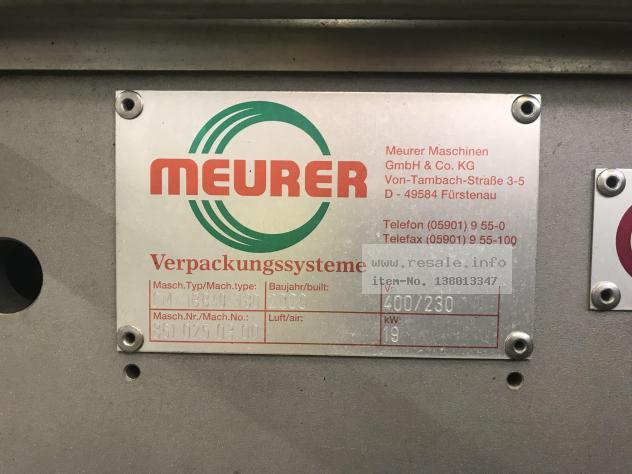 MEURER
Verpackungssysteme
Meurer Maschinen
GmbH & Co. KG
Von-Tambach-Straße 3-5
D - 49584 Fürstenau
Telefon (05901) 9 55-0
Telefax (05901) 9 55-100
www.resale.info
item-No. 138013347
Masch.Typ/Mach.type: Baujahr/built: V:
400/230
Masch.Nr./Mach.No.: Luft/air: kW:
19